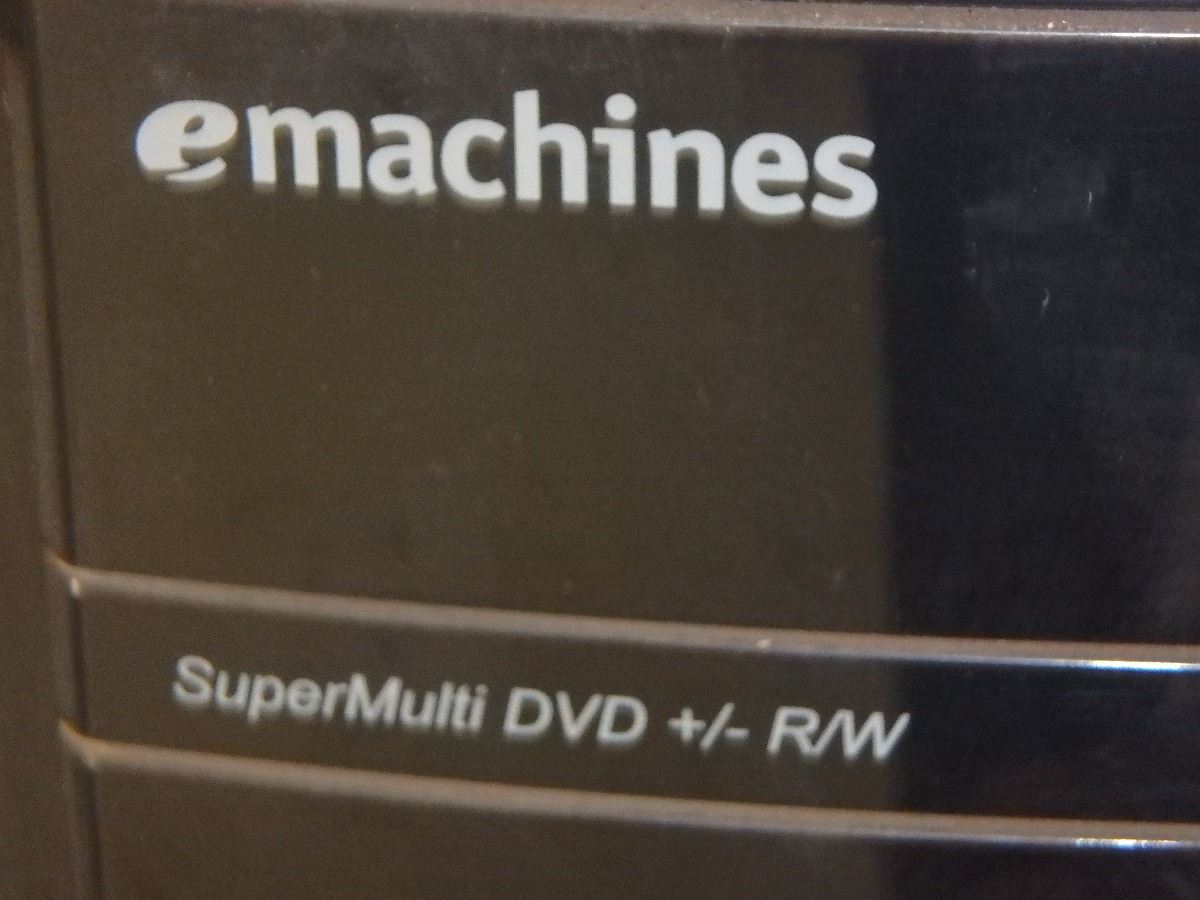 emachines
SuperMulti DVD +/- R/W